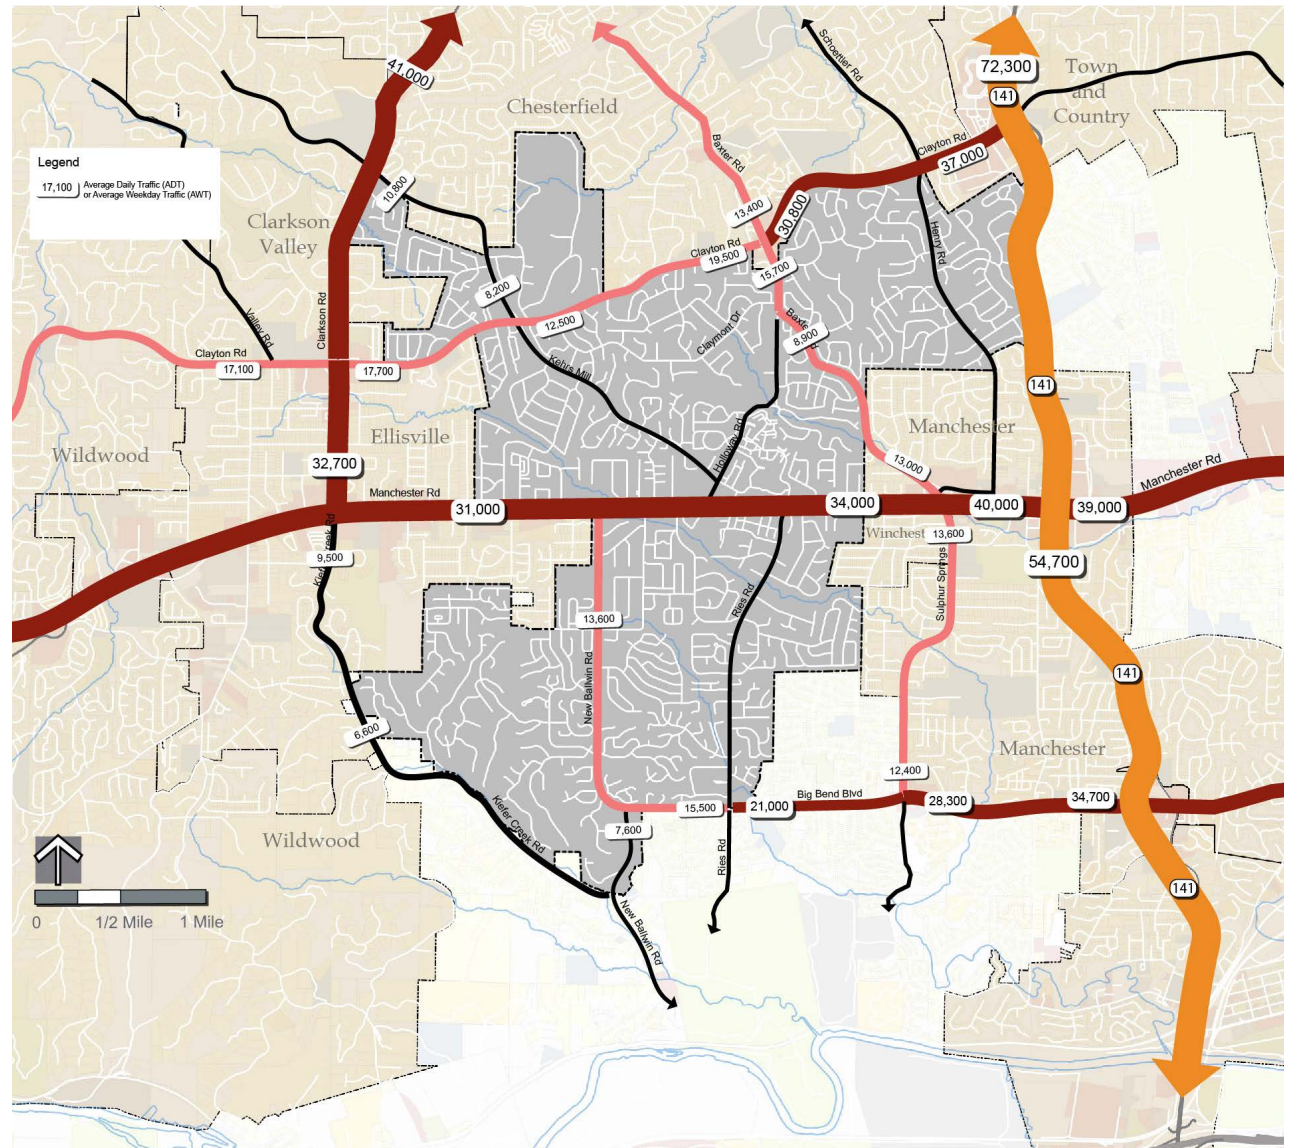 41,000
72,300
Town
and
Country
141
Schoettler Rd
Chesterfield
Legend
17,100
Average Daily Traffic (ADT)
or Average Weekday Traffic (AWT)
Baxter Rd
Clayton Rd
37,000
10,800
13,400
30,800
Clarkson
Valley
Clayton Rd
19,500
15,700
Henry Rd
8,200
Clarkson Rd
Valley Rd
12,500
Claymont Dr
8,900
Clayton Rd
17,100
17,700
Kehrs Mill
141
Manchester
Ellisville
Wildwood
Holloway Rd
13,000
32,700
Manchester Rd
Manchester Rd
31,000
34,000
40,000
39,000
9,500
13,600
54,700
Sulphur Springs
Ries Rd
13,600
New Ballwin Rd
141
6,600
Manchester
12,400
Big Bend Blvd
15,500
21,000
28,300
34,700
Kiefer Creek Rd
7,600
Wildwood
Ries Rd
141
0
1/2 Mile
1 Mile
New Ballwin Rd